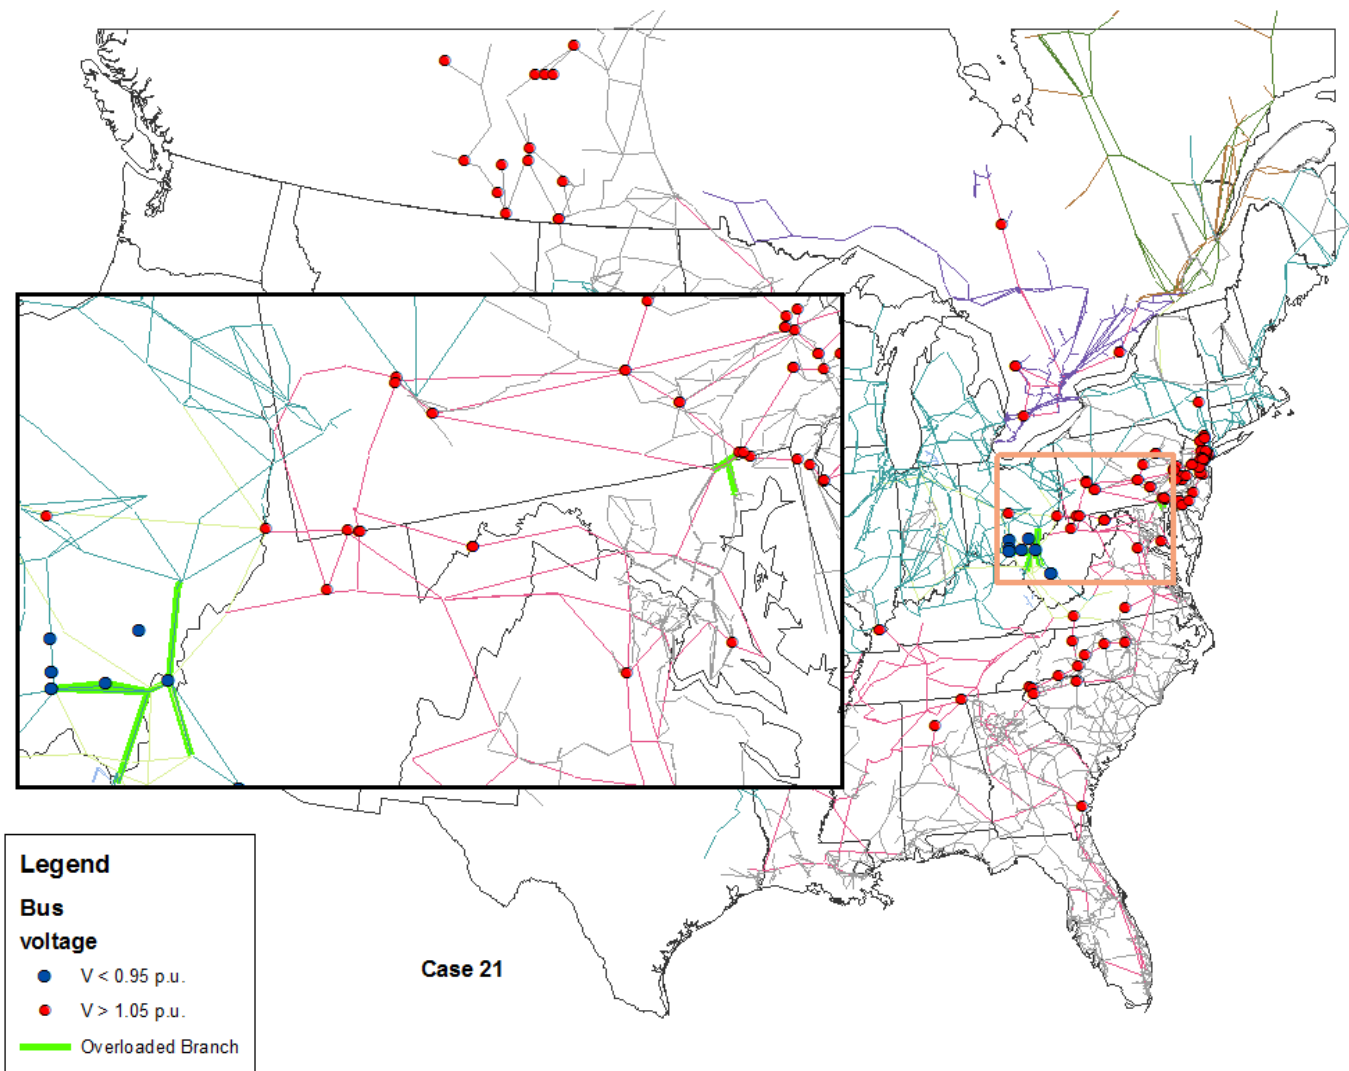 Legend
Bus
voltage
V < 0.95 p.u.
V > 1.05 p.u.
Overloaded Branch
Case 21